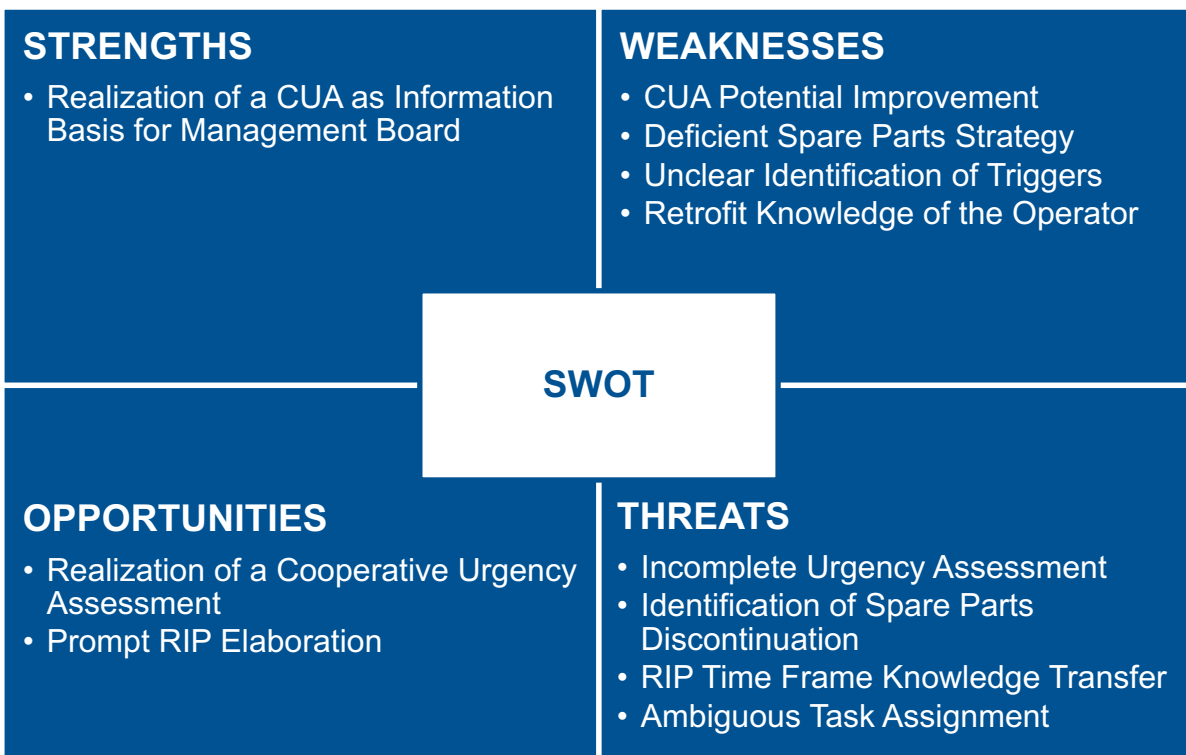 STRENGTHS
• Realization of a CUA as Information
Basis for Management Board
WEAKNESSES
• CUA Potential Improvement
• Deficient Spare Parts Strategy
• Unclear Identification of Triggers
• Retrofit Knowledge of the Operator
SWOT
OPPORTUNITIES
• Realization of a Cooperative Urgency
Assessment
• Prompt RIP Elaboration
THREATS
• Incomplete Urgency Assessment
• Identification of Spare Parts
Discontinuation
• RIP Time Frame Knowledge Transfer
• Ambiguous Task Assignment